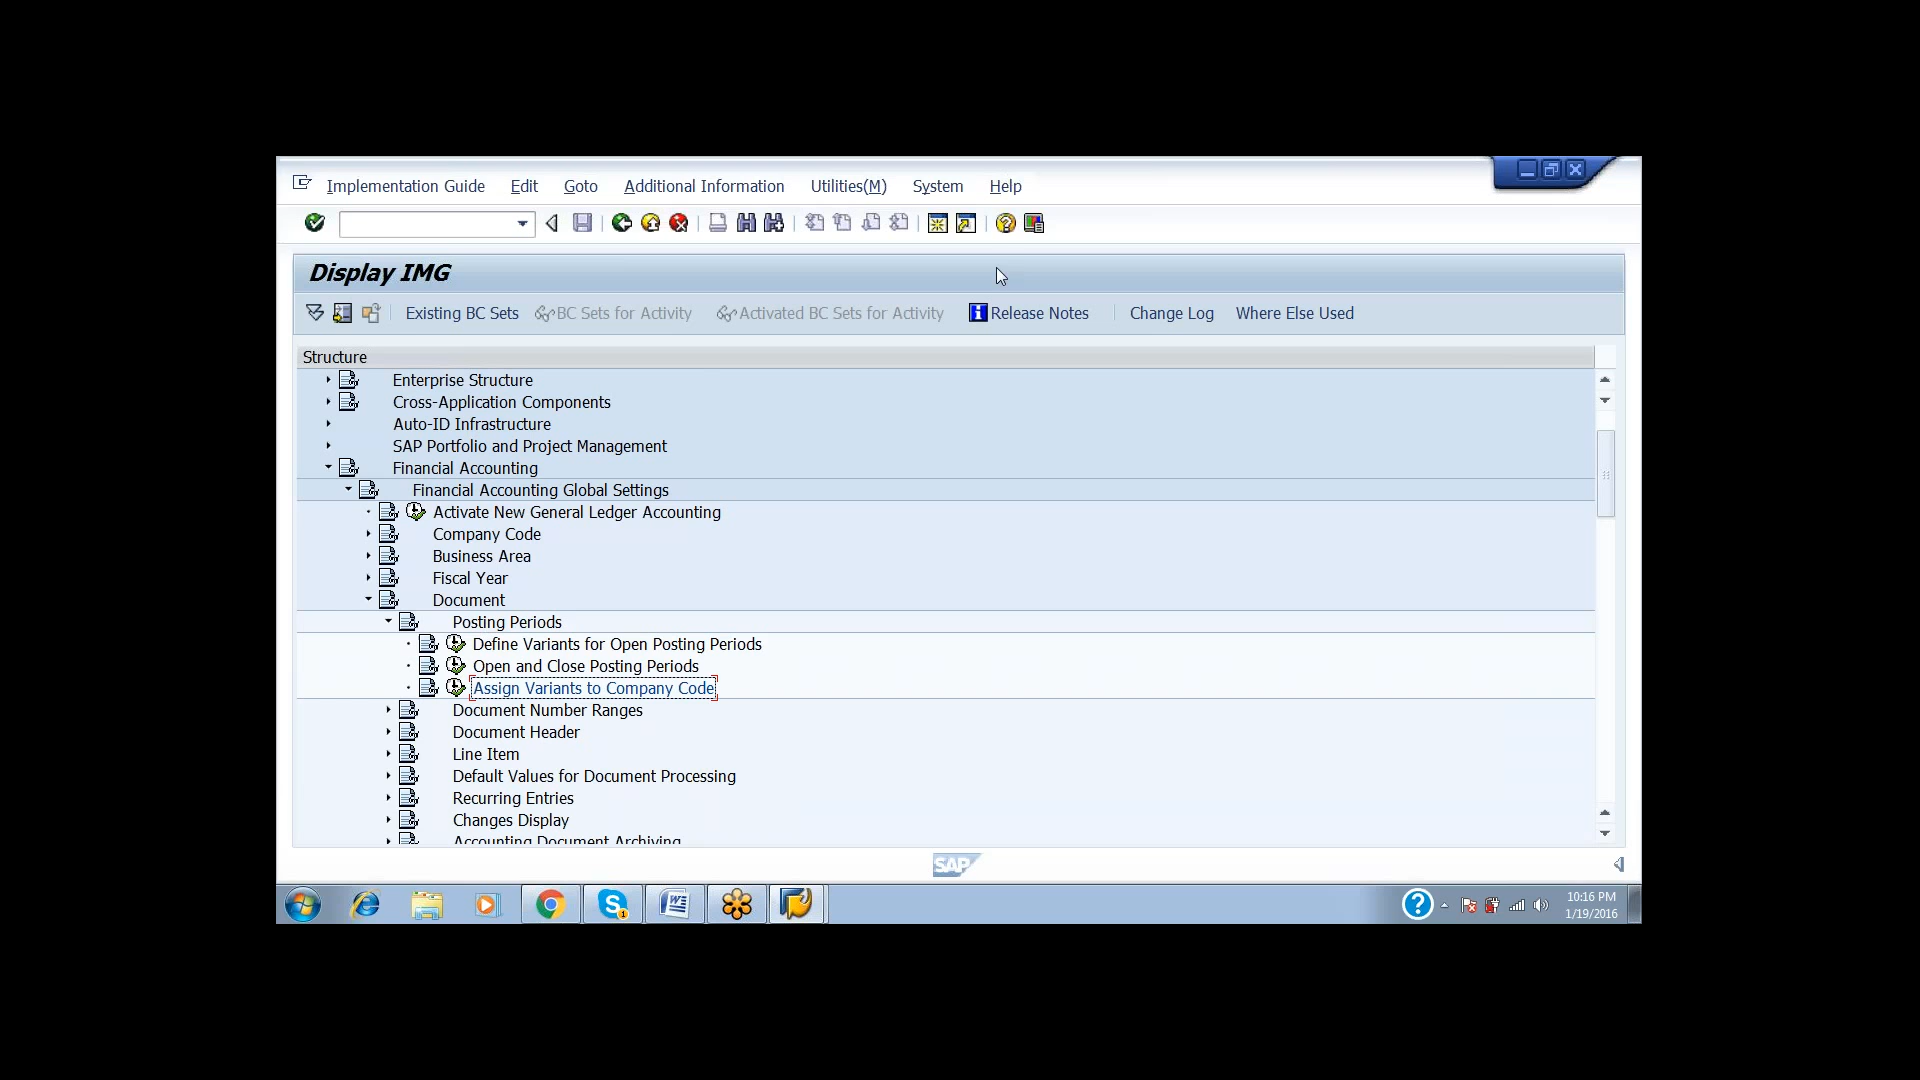 Implementation Guide Edit Goto Additional Information Utilities(M) System Help
Display IMG
Existing BC Sets BC Sets for Activity Activated BC Sets for Activity Release Notes Change Log Where Else Used
Structure
Enterprise Structure
Cross-Application Components
Auto-ID Infrastructure
SAP Portfolio and Project Management
Financial Accounting
Financial Accounting Global Settings
Activate New General Ledger Accounting
Company Code
Business Area
Fiscal Year
Document
Posting Periods
Define Variants for Open Posting Periods
Open and Close Posting Periods
Assign Variants to Company Code
Document Number Ranges
Document Header
Line Item
Default Values for Document Processing
Recurring Entries
Changes Display
Accounting Document Archiving
SAP
10:16 PM
1/19/2016